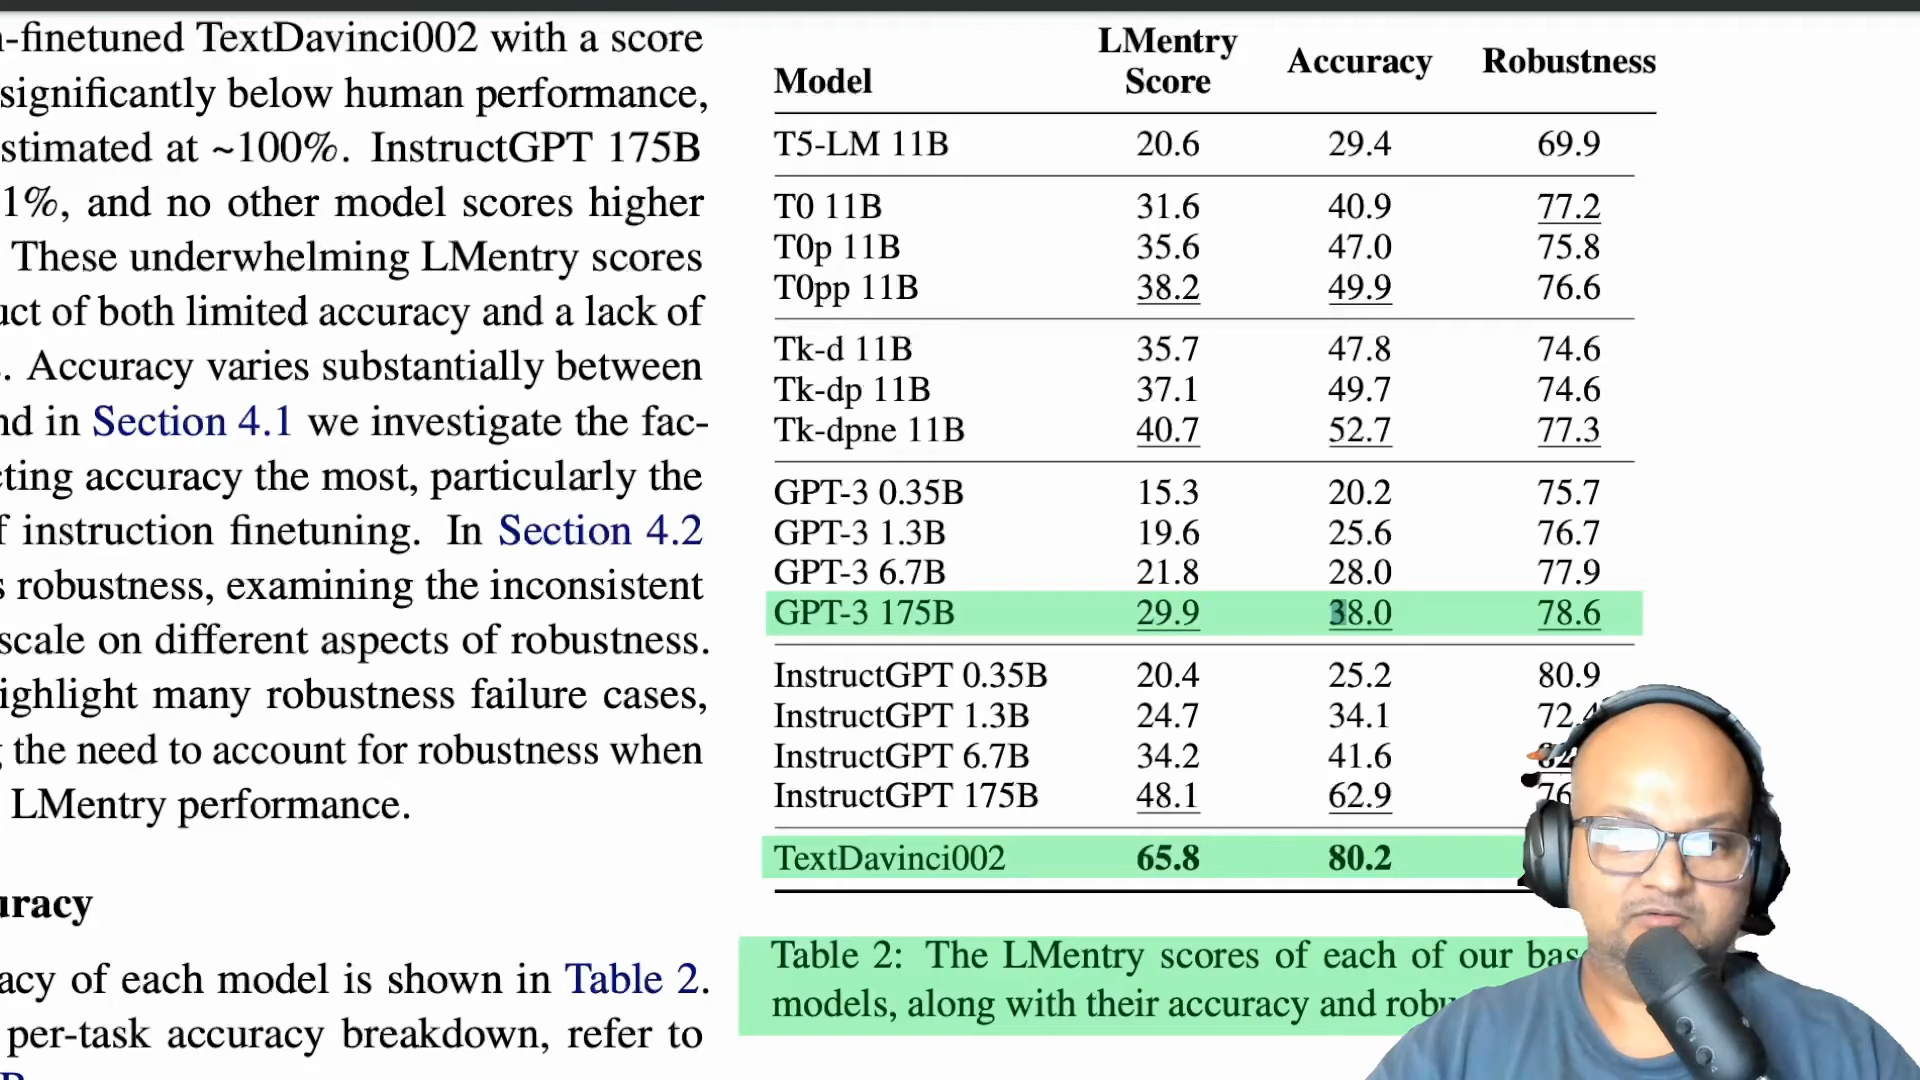 -finetuned TextDavinci002 with a score
significantly below human performance,
stimated at ~100%. InstructGPT 175B
1%, and no other model scores higher
These underwhelming LMentry scores
uct of both limited accuracy and a lack of
. Accuracy varies substantially between
nd in Section 4.1 we investigate the fac-
cting accuracy the most, particularly the
f instruction finetuning. In Section 4.2
s robustness, examining the inconsistent
scale on different aspects of robustness.
ighlight many robustness failure cases,
the need to account for robustness when
LMentry performance.
uracy
acy of each model is shown in Table 2.
per-task accuracy breakdown, refer to
Model LMentry Score Accuracy Robustness
T5-LM 11B 20.6 29.4 69.9
T0 11B 31.6 40.9 77.2
T0p 11B 35.6 47.0 75.8
T0pp 11B 38.2 49.9 76.6
Tk-d 11B 35.7 47.8 74.6
Tk-dp 11B 37.1 49.7 74.6
Tk-dpne 11B 40.7 52.7 77.3
GPT-3 0.35B 15.3 20.2 75.7
GPT-3 1.3B 19.6 25.6 76.7
GPT-3 6.7B 21.8 28.0 77.9
GPT-3 175B 29.9 38.0 78.6
InstructGPT 0.35B 20.4 25.2 80.9
InstructGPT 1.3B 24.7 34.1 72.4
InstructGPT 6.7B 34.2 41.6
InstructGPT 175B 48.1 62.9 76
TextDavinci002 65.8 80.2
Table 2: The LMentry scores of each of our bas
models, along with their accuracy and robu